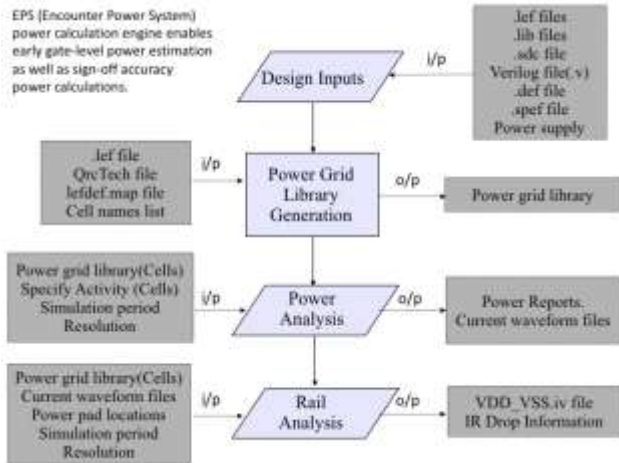 EPS (Encounter Power System)
power calculation engine enables
early gate-level power estimation
as well as sign-off accuracy
power calculations.
Design Inputs
i/p
.lef files
.lib files
.sdc file
Verilog file(.v)
.def file
.spef file
Power supply
.lef file
QrcTech file
lefdef.map file
Cell names list
i/p
Power Grid
Library
Generation
o/p
Power grid library
Power grid library(Cells)
Specify Activity (Cells)
Simulation period
Resolution
i/p
Power
Analysis
o/p
Power Reports.
Current waveform files
Power grid library(Cells)
Current waveform files
Power pad locations
Simulation period
Resolution
i/p
Rail
Analysis
o/p
VDD_VSS.iv file
IR Drop Information